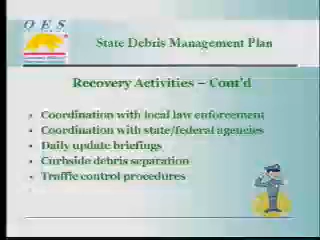 O E S
State Debris Management Plan
Recovery Activities – Cont'd
Coordination with local law enforcement
Coordination with state/federal agencies
Daily update briefings
Curbside debris separation
Traffic control procedures